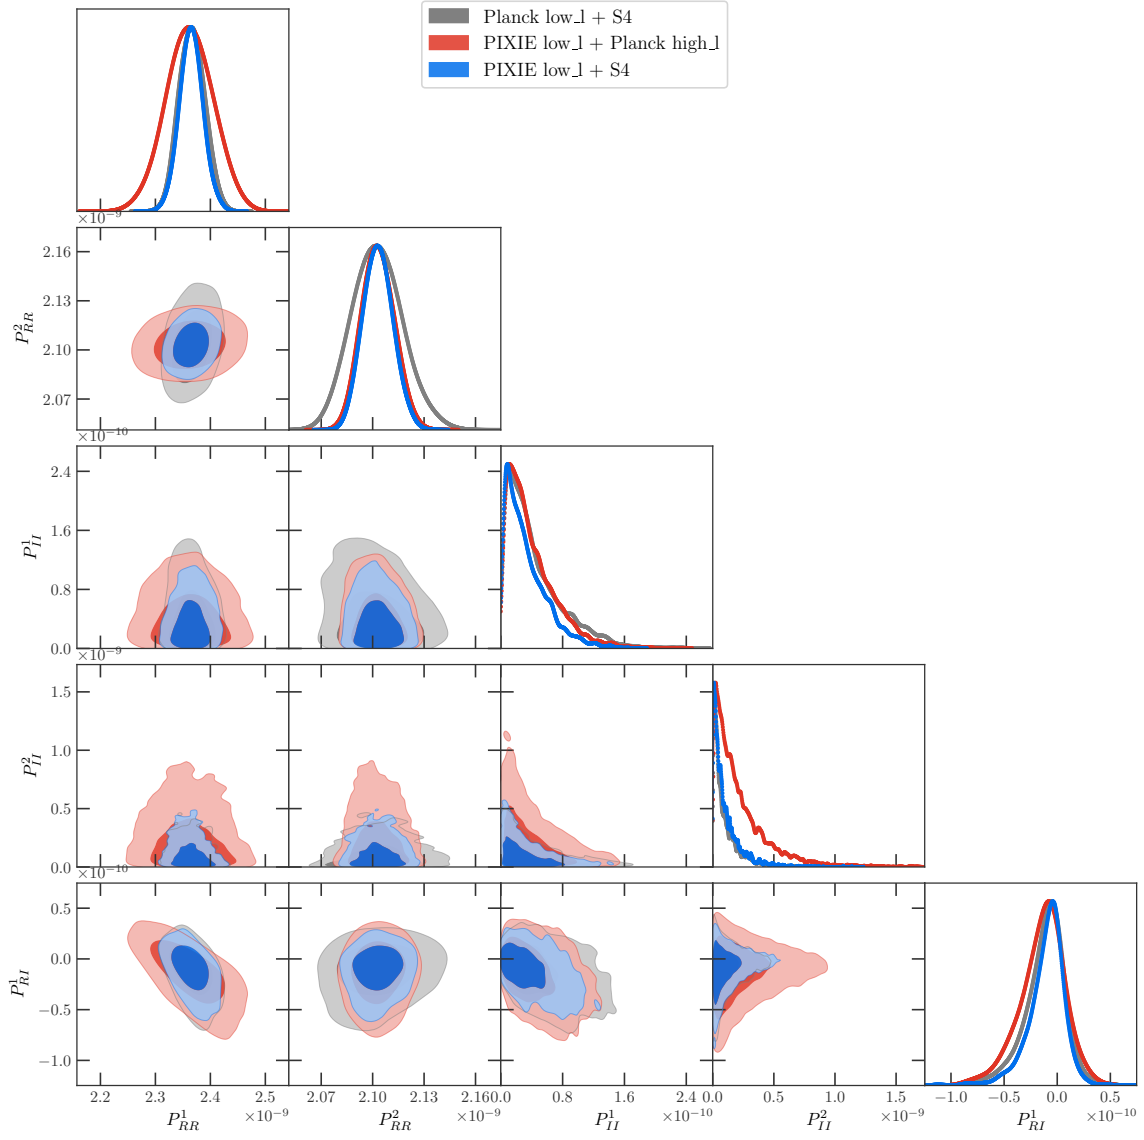 Planck low_l + S4
PIXIE low_l + Planck high_l
PIXIE low_l + S4
×10⁻⁹
2.16
2.13
2.10
2.07
P²_RR
×10⁻¹⁰
2.4
1.6
0.8
0.0
P¹_II
×10⁻⁹
1.5
1.0
0.5
0.0
P²_II
×10⁻¹⁰
0.5
0.0
−0.5
−1.0
P¹_RI
2.2 2.3 2.4 2.5 2.07 2.10 2.13 2.16 0.0 0.8 1.6 2.4 0.0 0.5 1.0 1.5 −1.0 −0.5 0.0 0.5
P¹_RR ×10⁻⁹ P²_RR ×10⁻⁹ P¹_II ×10⁻¹⁰ P²_II ×10⁻⁹ P¹_RI ×10⁻¹⁰